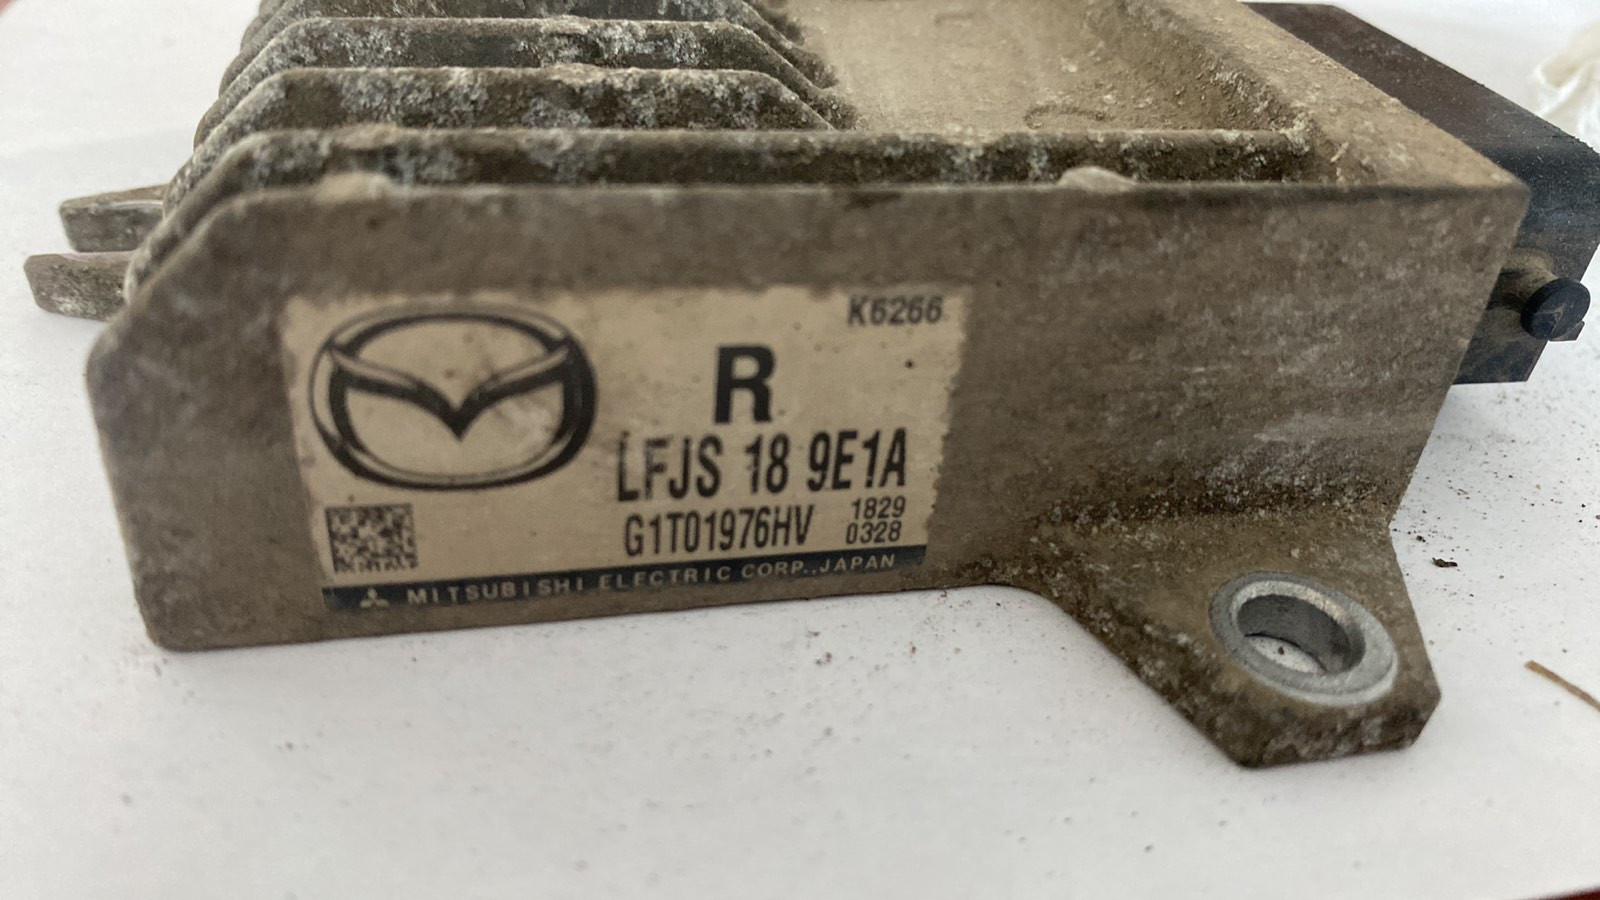 K6266
R
LFJS 18 9E1A
G1T01976HV 1829
0328
MITSUBISHI ELECTRIC CORP.,JAPAN